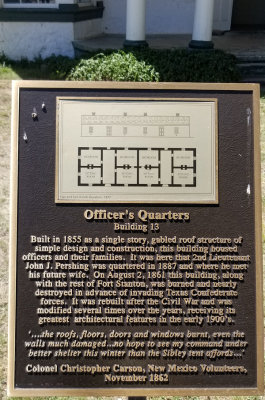 Officer's Quarters
Building 13
Built in 1855 as a single story, gabled roof structure of
simple design and construction, this building housed
officers and their families. It was here that 2nd Lieutenant
John J. Pershing was quartered in 1887 and where he met
his future wife. On August 2, 1861 this building, along
with the rest of Fort Stanton, was burned and nearly
destroyed in advance of invading Texas Confederate
forces. It was rebuilt after the Civil War and was
modified several times over the years, receiving its
greatest architectural features in the early 1900's.
'....the roofs, floors, doors and windows burnt, even the
walls much damaged...no hope to see my command under
better shelter this winter than the Sibley tent affords...'
Colonel Christopher Carson, New Mexico Volunteers,
November 1862